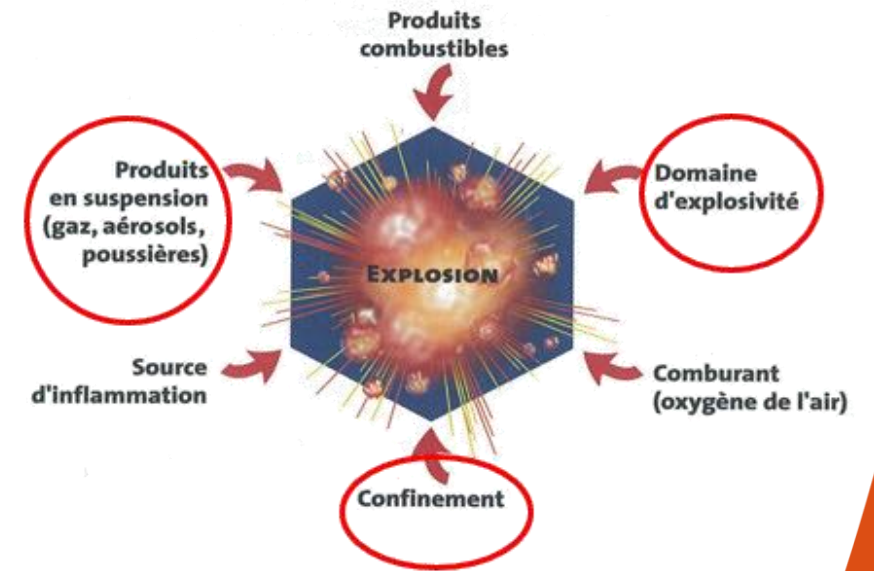 Produits
combustibles
Produits
en suspension
(gaz, aérosols,
poussières)
Domaine
d'explosivité
EXPLOSION
Source
d'inflammation
Comburant
(oxygène de l'air)
Confinement